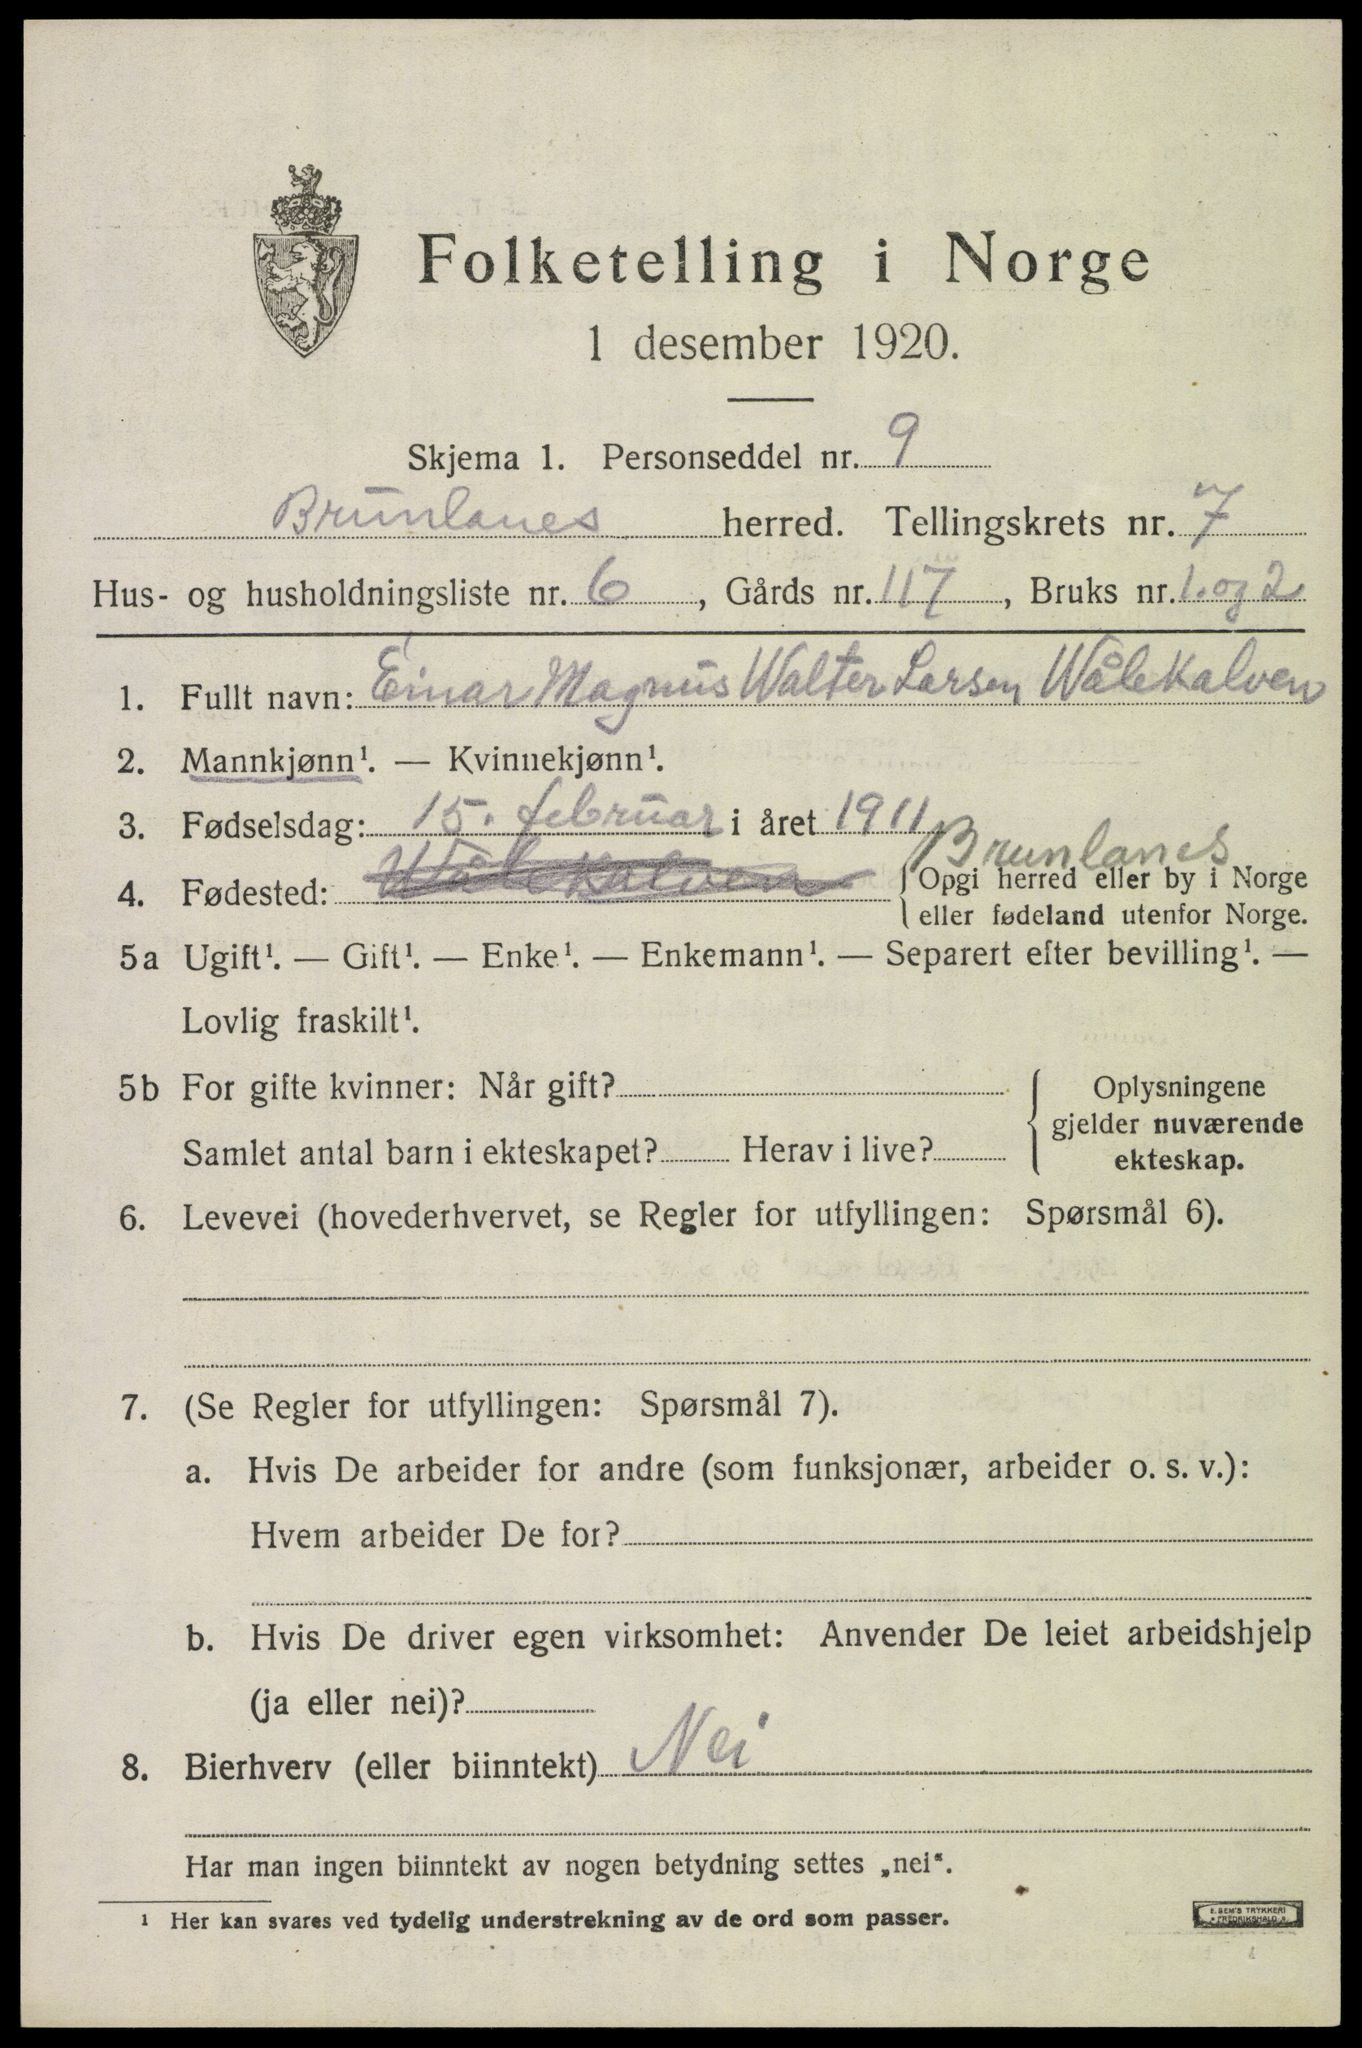 Folketelling i Norge
1 desember 1920.
Skjema 1. Personseddel nr. 9
Brunlanes herred. Tellingskrets nr. 7
Hus- og husholdningsliste nr. 6, Gårds nr. 117, Bruks nr. 1. og 2
1. Fullt navn: Einar Magnus Walter Larsen Wålekalven
2. Mannkjønn¹. — Kvinnekjønn¹.
3. Fødselsdag: 15. februar i året 1911
Brunlanes
4. Fødested: Wålekalven { Opgi herred eller by i Norge
eller fødeland utenfor Norge.
5a Ugift¹. — Gift¹. — Enke¹. — Enkemann¹. — Separert efter bevilling¹. —
Lovlig fraskilt¹.
5b For gifte kvinner: Når gift? { Oplysningene
gjelder nuværende
Samlet antal barn i ekteskapet? Herav i live? ekteskap.
6. Levevei (hovederhvervet, se Regler for utfyllingen: Spørsmål 6).
7. (Se Regler for utfyllingen: Spørsmål 7).
a. Hvis De arbeider for andre (som funksjonær, arbeider o. s. v.):
Hvem arbeider De for?
b. Hvis De driver egen virksomhet: Anvender De leiet arbeidshjelp
(ja eller nei)?
8. Bierhverv (eller biinntekt) Nei
Har man ingen biinntekt av nogen betydning settes „nei“.
¹ Her kan svares ved tydelig understrekning av de ord som passer.
E. SEM'S TRYKKERI
FREDRIKSHALD